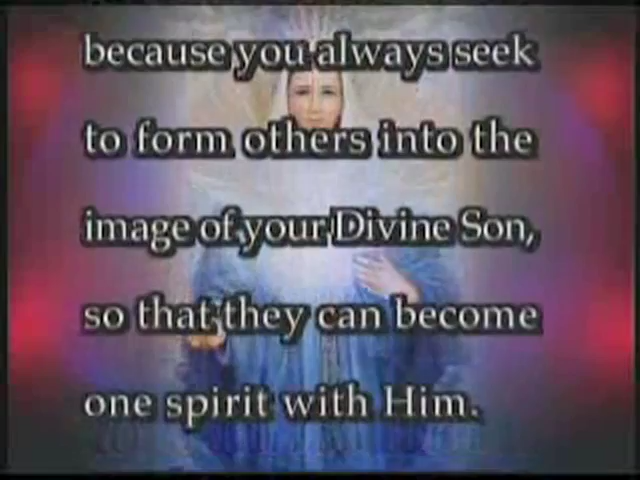 because you always seek
to form others into the
image of your Divine Son,
so that they can become
one spirit with Him.